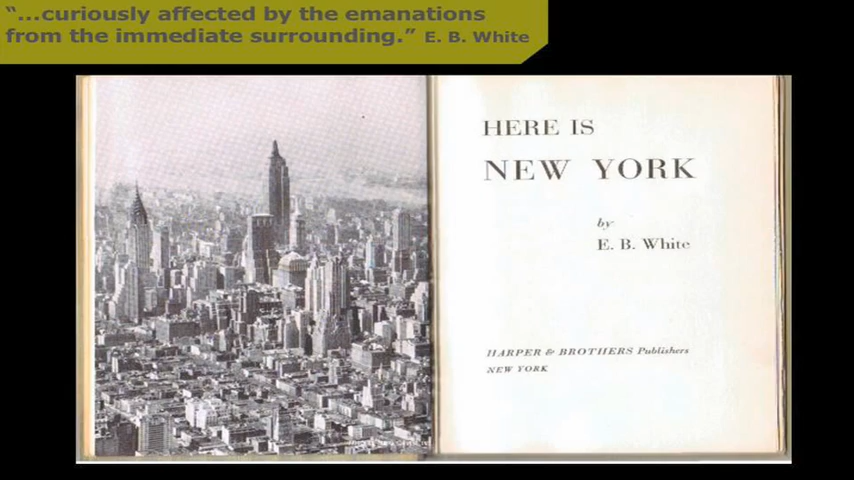 “...curiously affected by the emanations
from the immediate surrounding.” E. B. White
HERE IS
NEW YORK
by
E. B. White
HARPER & BROTHERS Publishers
NEW YORK